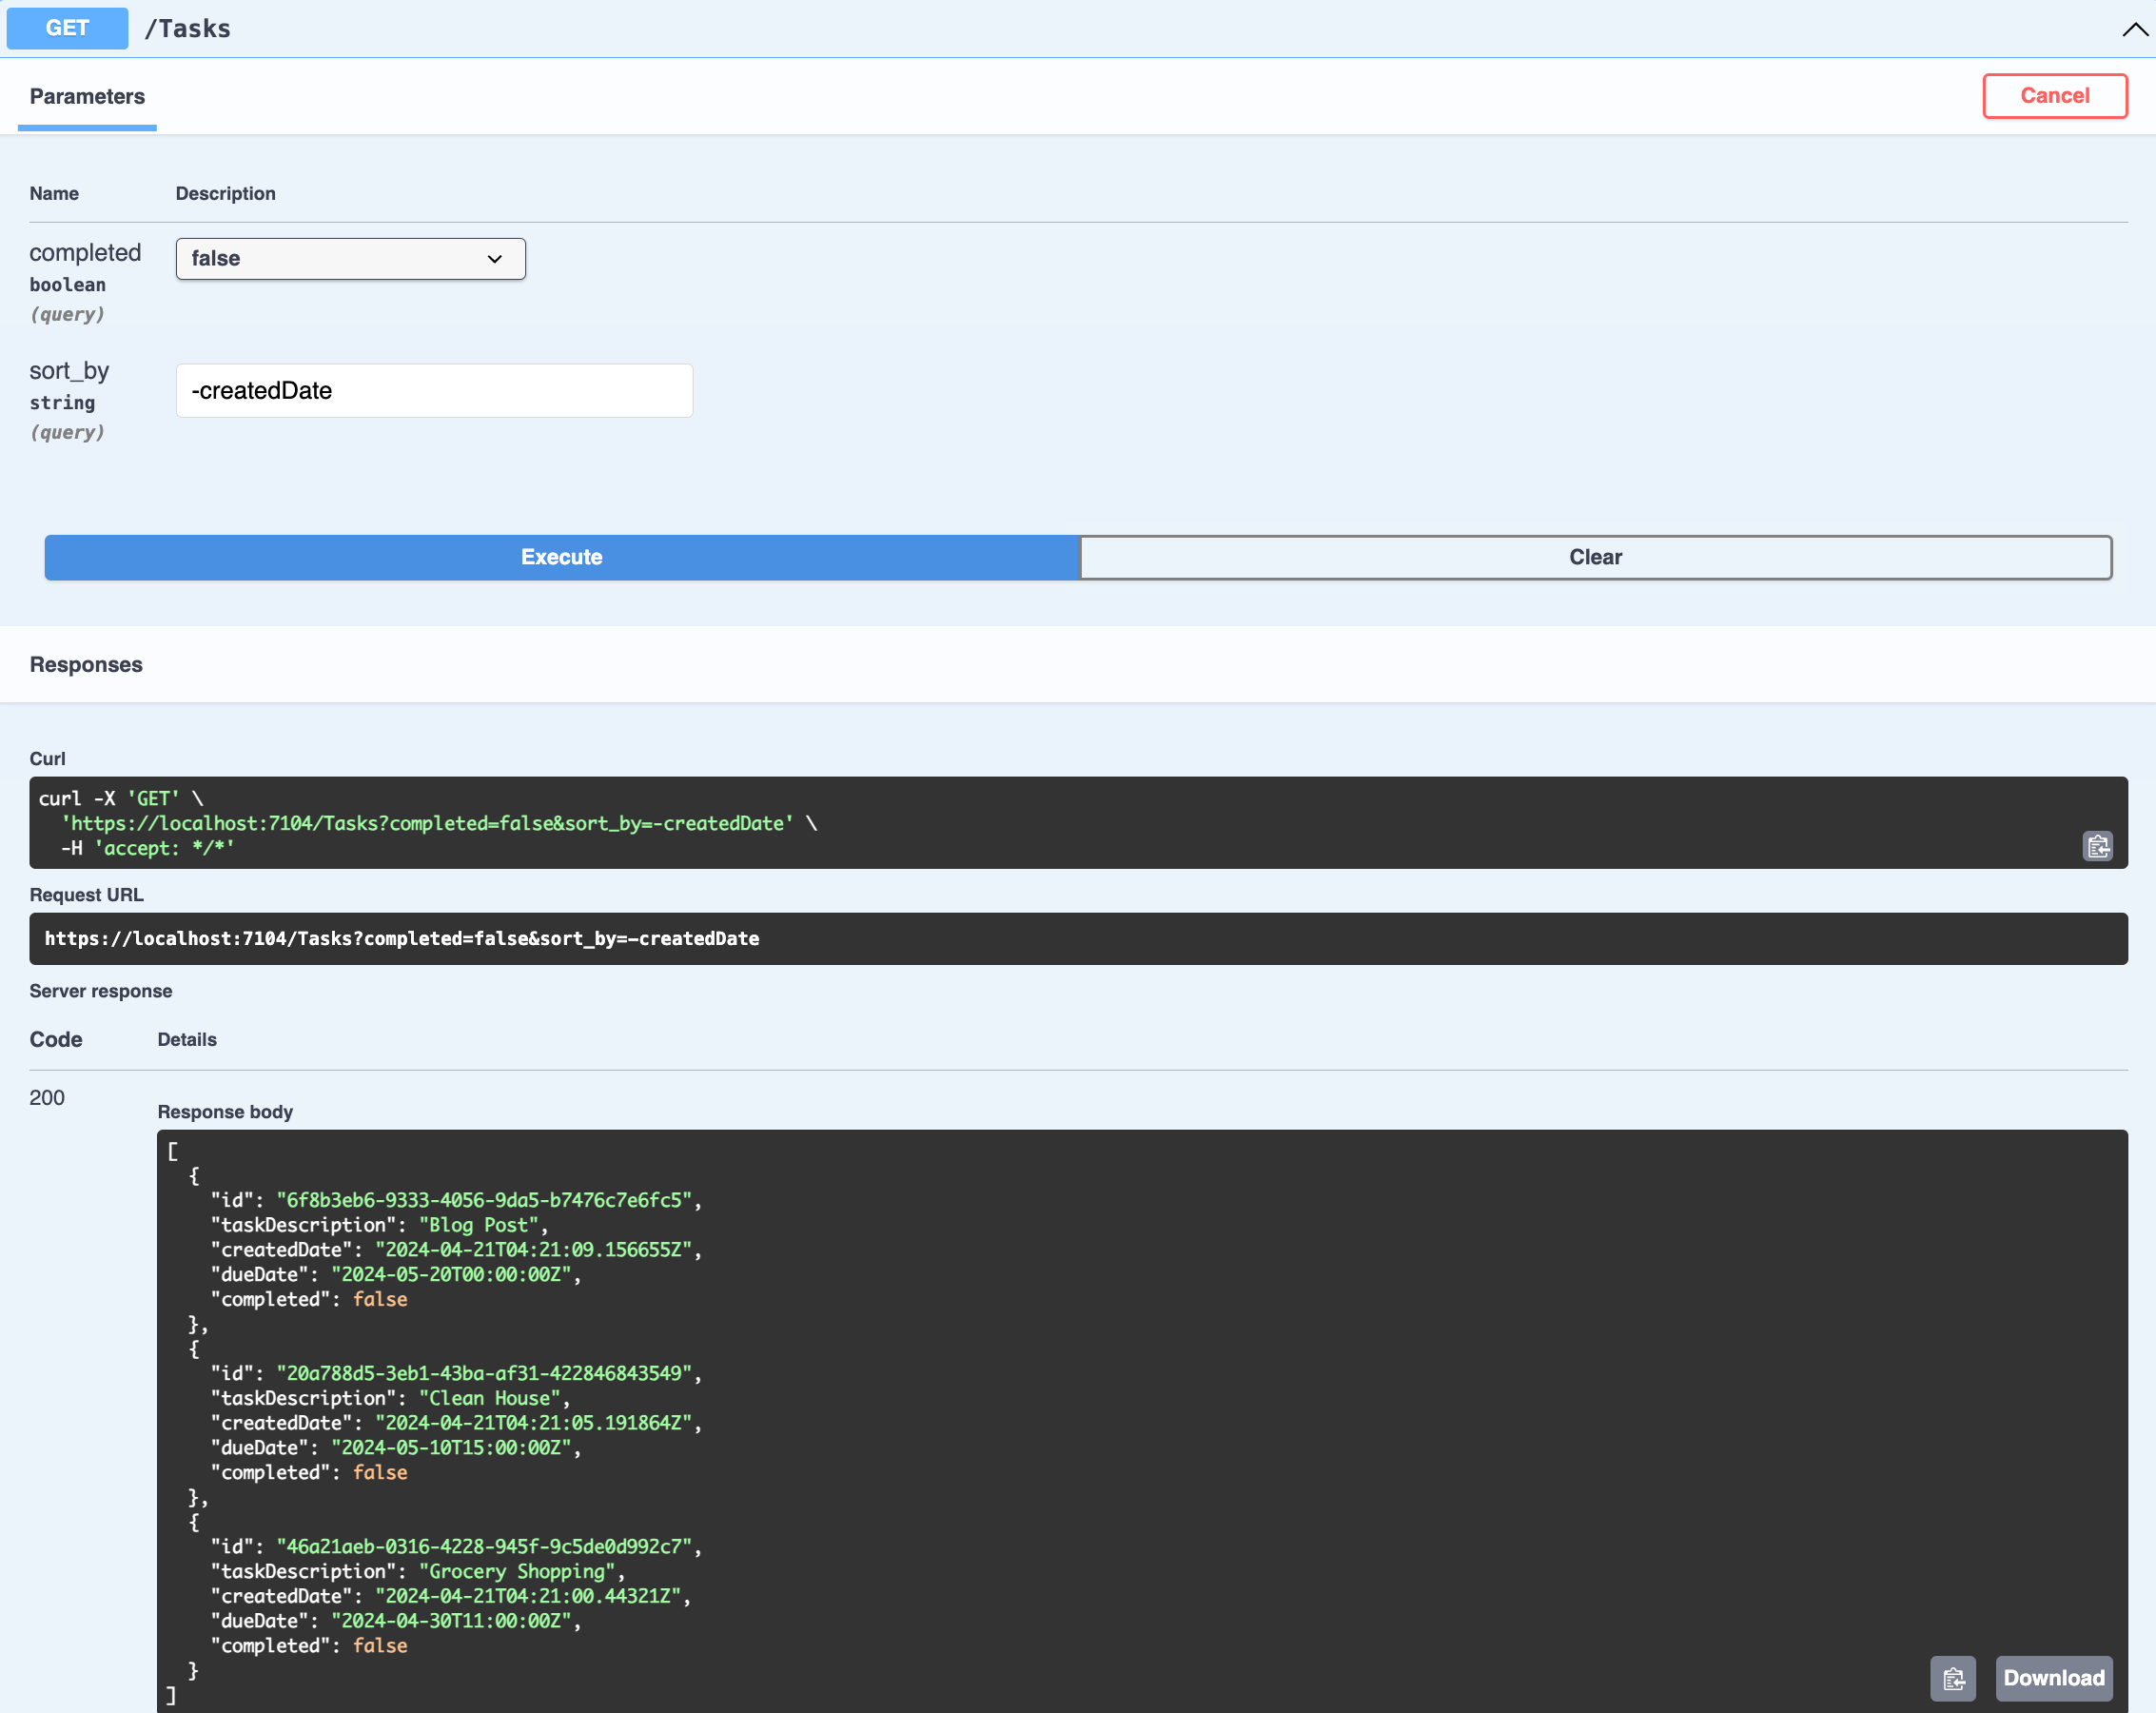 GET /Tasks
Parameters
Cancel
Name Description
completed
boolean
(query)
false
sort_by
string
(query)
-createdDate
Execute
Clear
Responses
Curl
curl -X 'GET' \
  'https://localhost:7104/Tasks?completed=false&sort_by=-createdDate' \
  -H 'accept: */*'
Request URL
https://localhost:7104/Tasks?completed=false&sort_by=-createdDate
Server response
Code Details
200
Response body
[
  {
    "id": "6f8b3eb6-9333-4056-9da5-b7476c7e6fc5",
    "taskDescription": "Blog Post",
    "createdDate": "2024-04-21T04:21:09.156655Z",
    "dueDate": "2024-05-20T00:00:00Z",
    "completed": false
  },
  {
    "id": "20a788d5-3eb1-43ba-af31-422846843549",
    "taskDescription": "Clean House",
    "createdDate": "2024-04-21T04:21:05.191864Z",
    "dueDate": "2024-05-10T15:00:00Z",
    "completed": false
  },
  {
    "id": "46a21aeb-0316-4228-945f-9c5de0d992c7",
    "taskDescription": "Grocery Shopping",
    "createdDate": "2024-04-21T04:21:00.44321Z",
    "dueDate": "2024-04-30T11:00:00Z",
    "completed": false
  }
]
Download